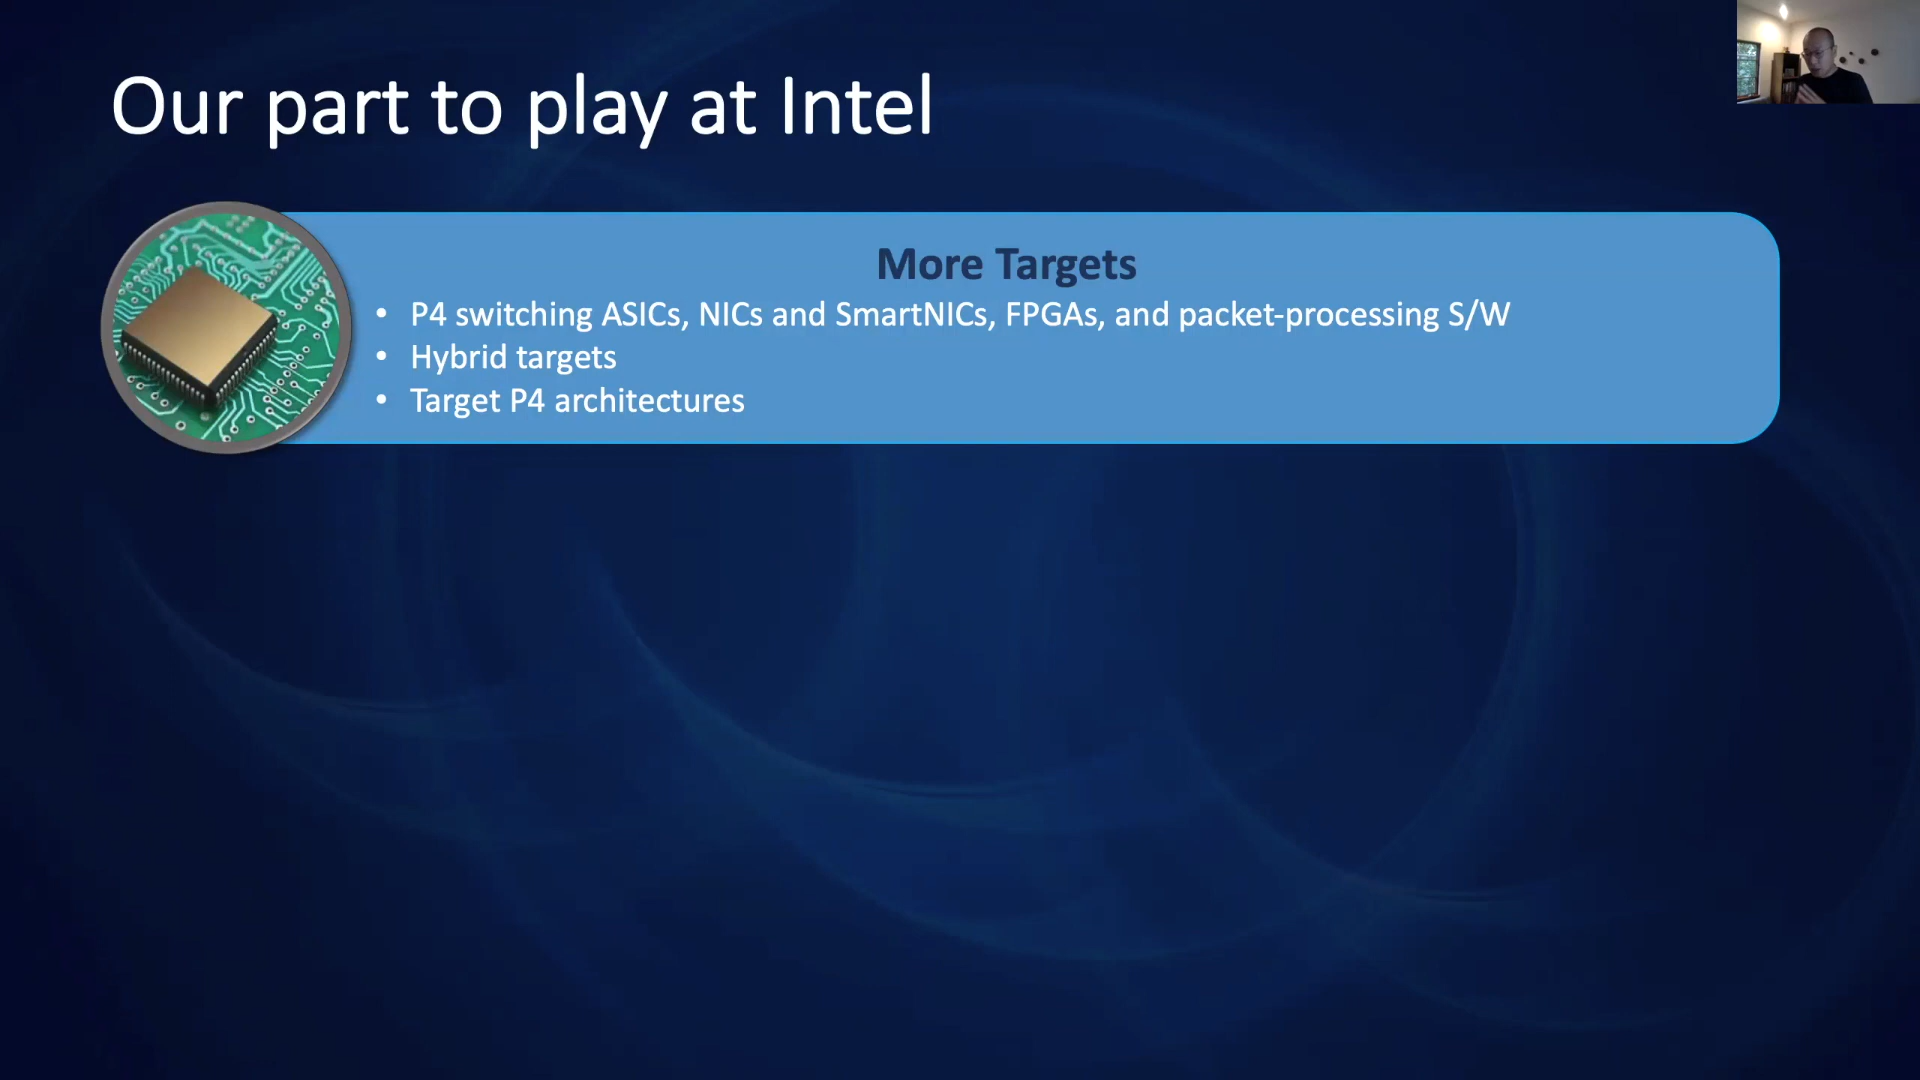 Our part to play at Intel
More Targets
• P4 switching ASICs, NICs and SmartNICs, FPGAs, and packet-processing S/W
• Hybrid targets
• Target P4 architectures